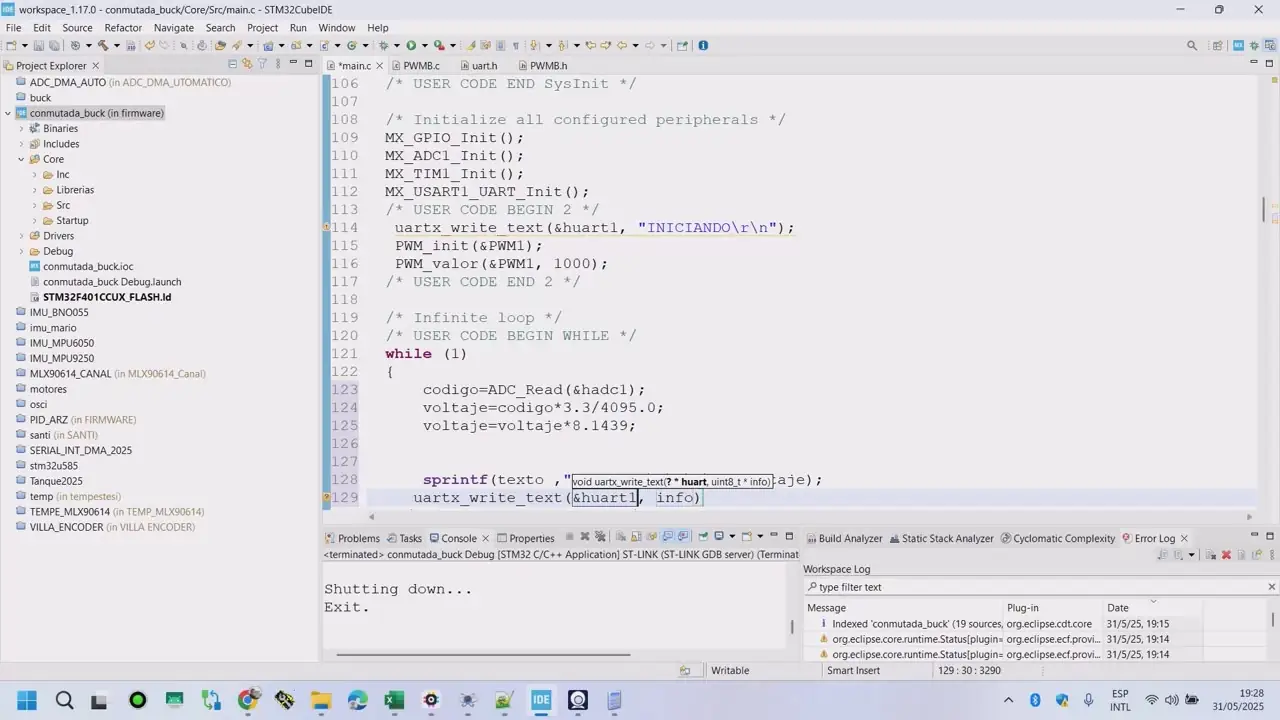 workspace_1.17.0 - conmutada_buck/Core/Src/main.c - STM32CubeIDE
File Edit Source Refactor Navigate Search Project Run Window Help
Project Explorer
*main.c PWMB.c uart.h PWMB.h
ADC_DMA_AUTO (in ADC_DMA_UTOMATICO)
buck
conmutada_buck (in firmware)
Binaries
Includes
Core
Inc
Librerias
Src
Startup
Drivers
Debug
conmutada_buck.ioc
conmutada_buck Debug.launch
STM32F401CCUX_FLASH.ld
IMU_BNO055
imu_mario
IMU_MPU6050
IMU_MPU9250
MLX90614_CANAL (in MLX90614_Canal)
motores
osci
PID_ARZ (in FIRMWARE)
santi (in SANTI)
SERIAL_INT_DMA_2025
stm32u585
Tanque2025
temp (in tempestesi)
TEMPE_MLX90614 (in TEMP_MLX90614)
VILLA_ENCODER (in VILLA ENCODER)
106 /* USER CODE END SysInit */
107
108 /* Initialize all configured peripherals */
109 MX_GPIO_Init();
110 MX_ADC1_Init();
111 MX_TIM1_Init();
112 MX_USART1_UART_Init();
113 /* USER CODE BEGIN 2 */
114 uartx_write_text(&huart1, "INICIANDO\r\n");
115 PWM_init(&PWM1);
116 PWM_valor(&PWM1, 1000);
117 /* USER CODE END 2 */
118
119 /* Infinite loop */
120 /* USER CODE BEGIN WHILE */
121 while (1)
122 {
123 codigo=ADC_Read(&hadc1);
124 voltaje=codigo*3.3/4095.0;
125 voltaje=voltaje*8.1439;
126
127
128 sprintf(texto ,"
void uartx_write_text(? * huart, uint8_t * info)
aje);
129 uartx_write_text(&huart1, info)
Problems Tasks Console Properties
<terminated> conmutada_buck Debug [STM32 C/C++ Application] ST-LINK (ST-LINK GDB server) (Terminat
Shutting down...
Exit.
Build Analyzer Static Stack Analyzer Cyclomatic Complexity Error Log
Workspace Log
type filter text
Message Plug-in Date
Indexed 'conmutada_buck' (19 sources, org.eclipse.cdt.core 31/5/25, 19:15
org.eclipse.core.runtime.Status[plugin= org.eclipse.ecf.provi... 31/5/25, 19:14
org.eclipse.core.runtime.Status[plugin= org.eclipse.ecf.provi... 31/5/25, 19:14
Writable Smart Insert 129 : 30 : 3290
IDE
ESP
INTL
19:28
31/05/2025